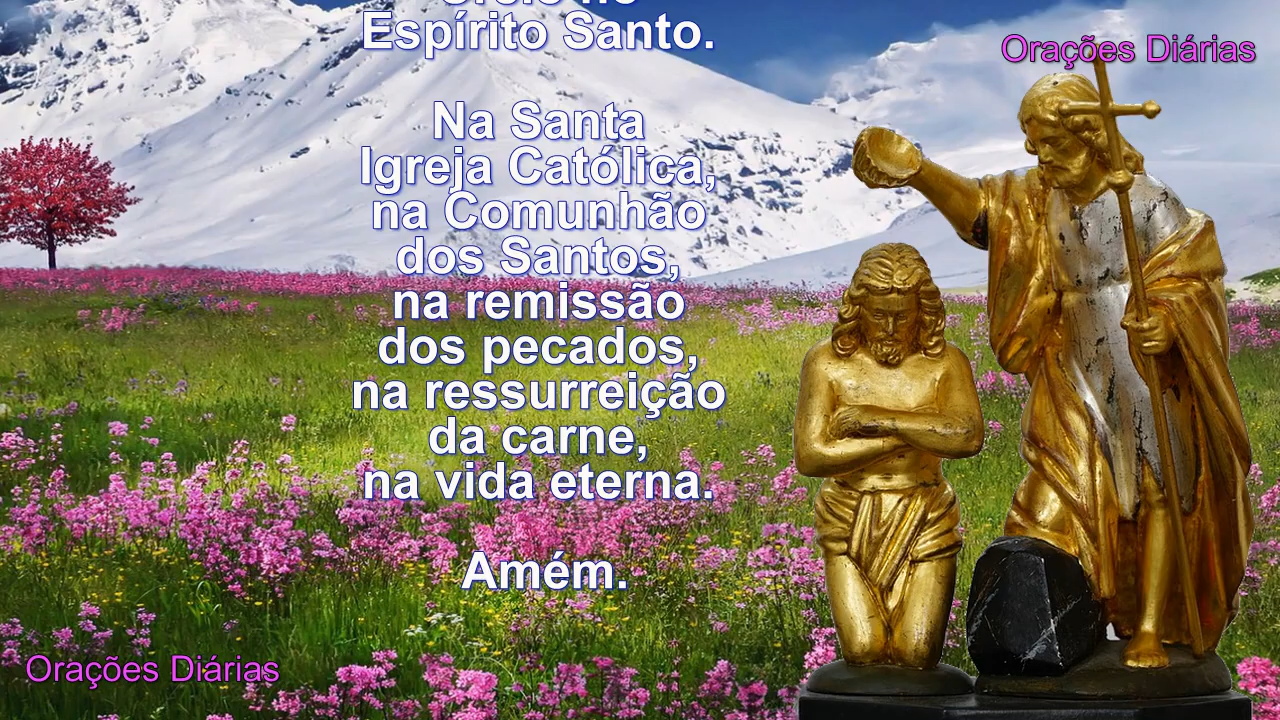 Espírito Santo.
Orações Diárias
Na Santa
Igreja Católica,
na Comunhão
dos Santos,
na remissão
dos pecados,
na ressurreição
da carne,
na vida eterna.
Amém.
Orações Diárias